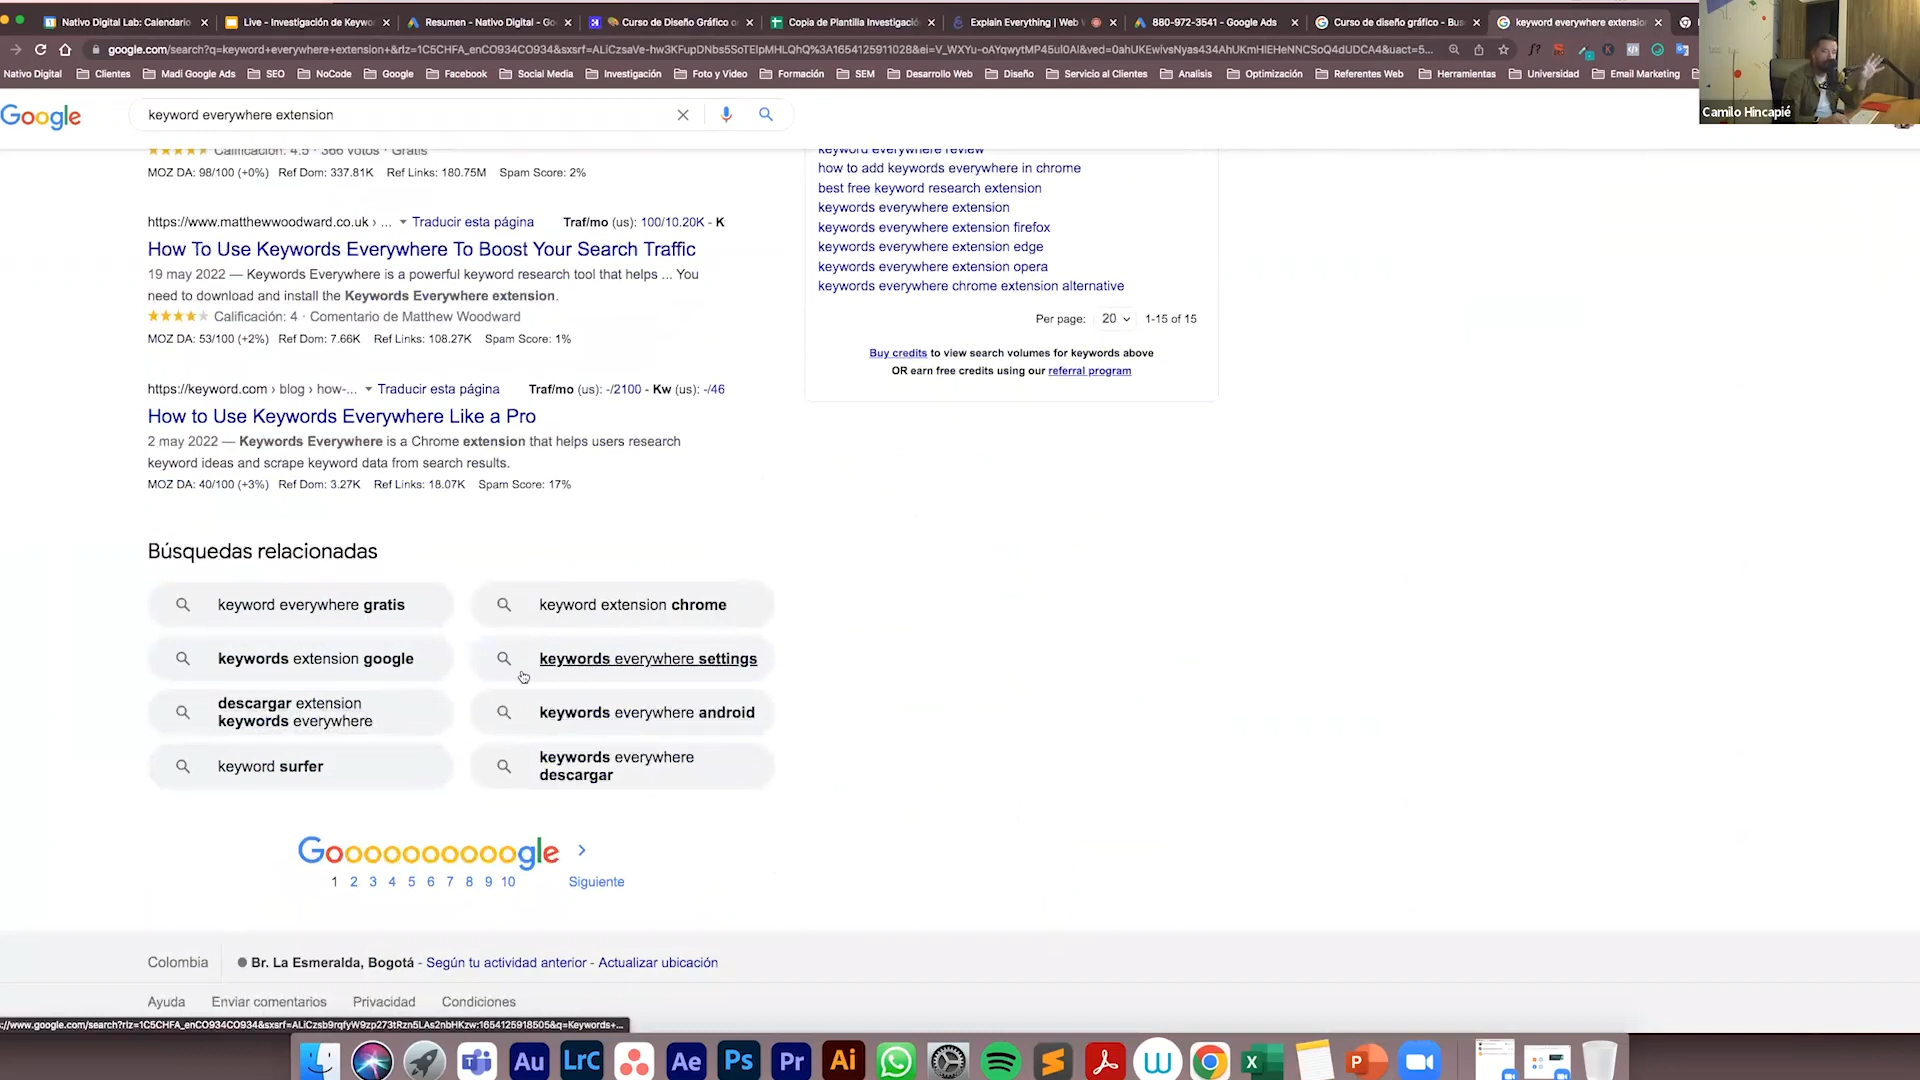 Nativo Digital Lab: Calendario
Live - Investigación de Keywo
Resumen - Nativo Digital - Go
Curso de Diseño Gráfico
Copia de Plantilla Investigació
Explain Everything | Web
880-972-3541 - Google Ads
Curso de diseño gráfico - Bus
keyword everywhere extensio
Nativo Digital
Clientes
Madi Google Ads
SEO
NoCode
Google
Facebook
Social Media
Investigación
Foto y Video
Formación
SEM
Desarrollo Web
Diseño
Servicio al Clientes
Analisis
Optimización
Referentes Web
Herramientas
Universidad
Email Marketing
Camilo Hincapié
Google
keyword everywhere extension
Calificación: 4.5 · 366 votos · Gratis
MOZ DA: 98/100 (+0%) Ref Dom: 337.81K Ref Links: 180.75M Spam Score: 2%
https://www.matthewwoodward.co.uk › ... Traducir esta página Traf/mo (us): 100/10.20K - K
How To Use Keywords Everywhere To Boost Your Search Traffic
19 may 2022 — Keywords Everywhere is a powerful keyword research tool that helps ... You
need to download and install the Keywords Everywhere extension.
Calificación: 4 · Comentario de Matthew Woodward
MOZ DA: 53/100 (+2%) Ref Dom: 7.66K Ref Links: 108.27K Spam Score: 1%
https://keyword.com › blog › how-... Traducir esta página Traf/mo (us): -/2100 - Kw (us): -/46
How to Use Keywords Everywhere Like a Pro
2 may 2022 — Keywords Everywhere is a Chrome extension that helps users research
keyword ideas and scrape keyword data from search results.
MOZ DA: 40/100 (+3%) Ref Dom: 3.27K Ref Links: 18.07K Spam Score: 17%
keyword everywhere review
how to add keywords everywhere in chrome
best free keyword research extension
keywords everywhere extension
keywords everywhere extension firefox
keywords everywhere extension edge
keywords everywhere extension opera
keywords everywhere chrome extension alternative
Per page: 20 1-15 of 15
Buy credits to view search volumes for keywords above
OR earn free credits using our referral program
Búsquedas relacionadas
keyword everywhere gratis
keyword extension chrome
keywords extension google
keywords everywhere settings
descargar extension
keywords everywhere
keywords everywhere android
keyword surfer
keywords everywhere
descargar
Goooooooooogle
1 2 3 4 5 6 7 8 9 10 Siguiente
Colombia
Br. La Esmeralda, Bogotá - Según tu actividad anterior - Actualizar ubicación
Ayuda Enviar comentarios Privacidad Condiciones
Au
LrC
Ae
Ps
Pr
Ai